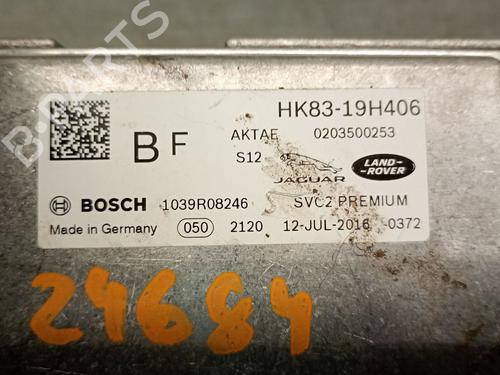 B-PARTS
HK83-19H406
B F AKTAE 0203500253
S12 JAGUAR LAND-ROVER
BOSCH 1039R08246 SVC2 PREMIUM
Made in Germany 050 2120 12-JUL-2016 0372
24684